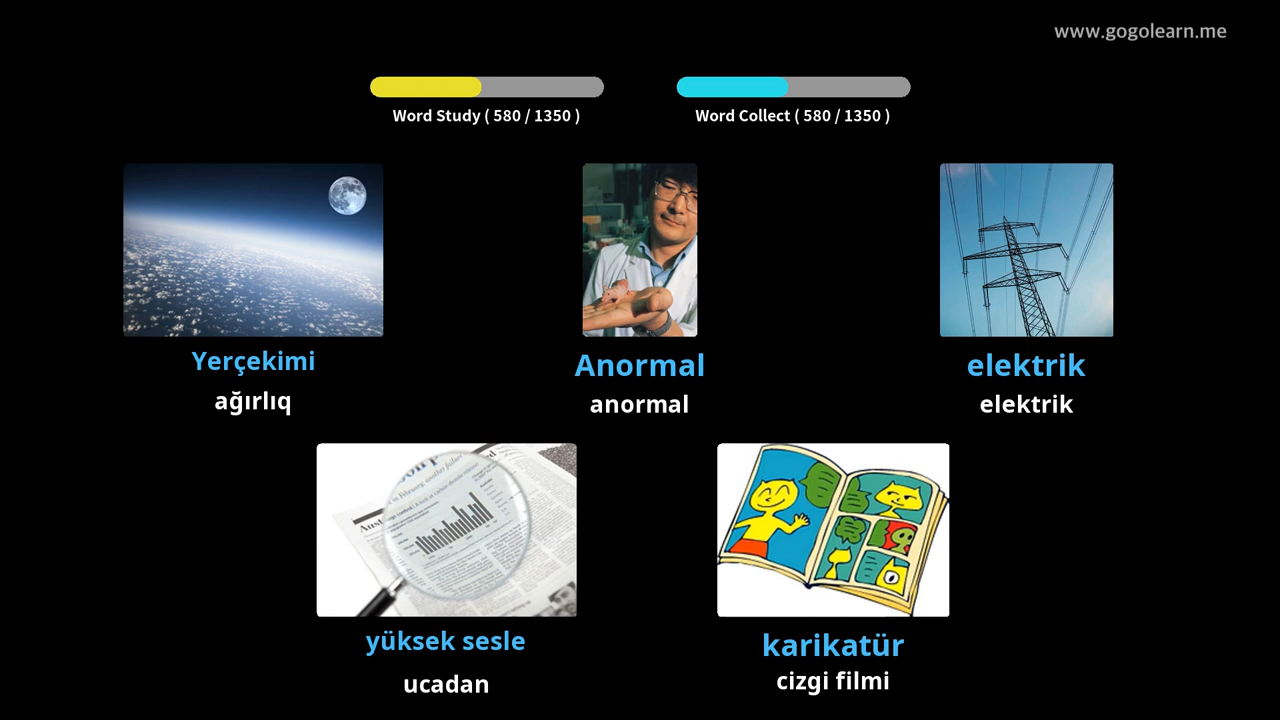 www.gogolearn.me
Word Study ( 580 / 1350 )
Word Collect ( 580 / 1350 )
Yerçekimi
ağırlıq
Anormal
anormal
elektrik
elektrik
yüksek sesle
ucadan
karikatür
cizgi filmi